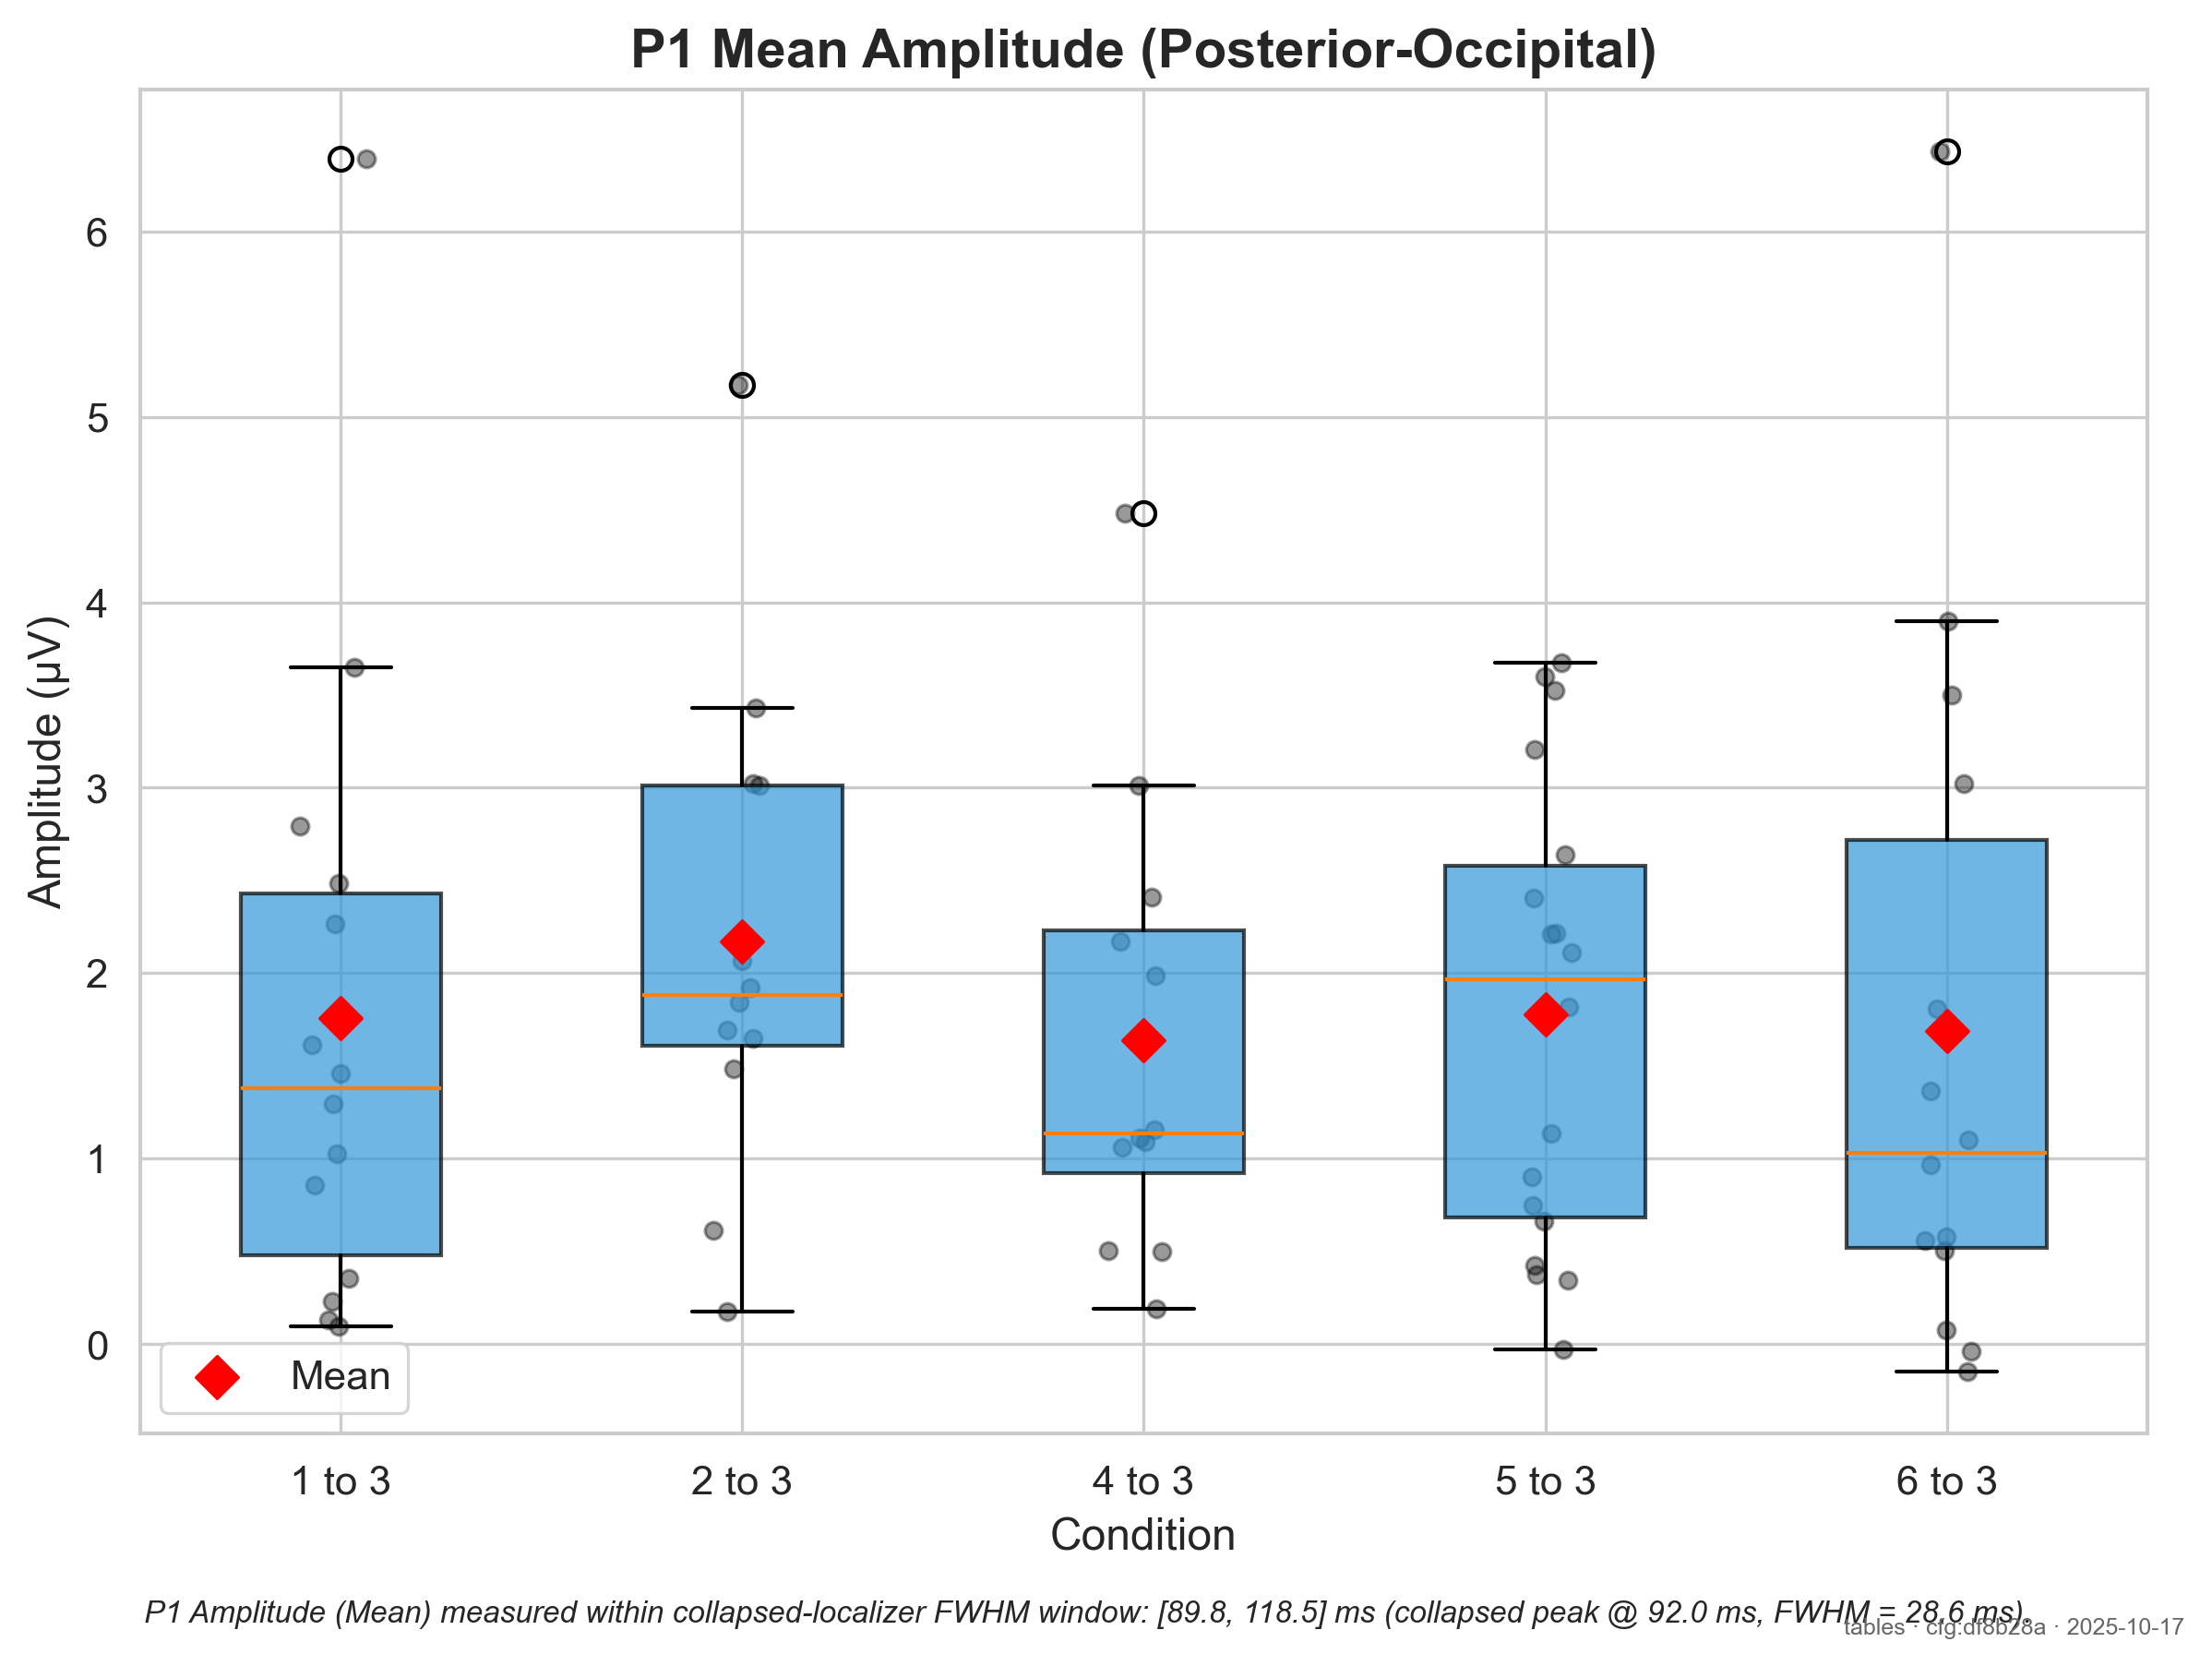 P1 Mean Amplitude (Posterior-Occipital)
Amplitude (μV)
6
5
4
3
2
1
0
Mean
1 to 3
2 to 3
4 to 3
5 to 3
6 to 3
Condition
P1 Amplitude (Mean) measured within collapsed-localizer FWHM window: [89.8, 118.5] ms (collapsed peak @ 92.0 ms, FWHM = 28.6 ms).
tables · cfg:df8b28a · 2025-10-17